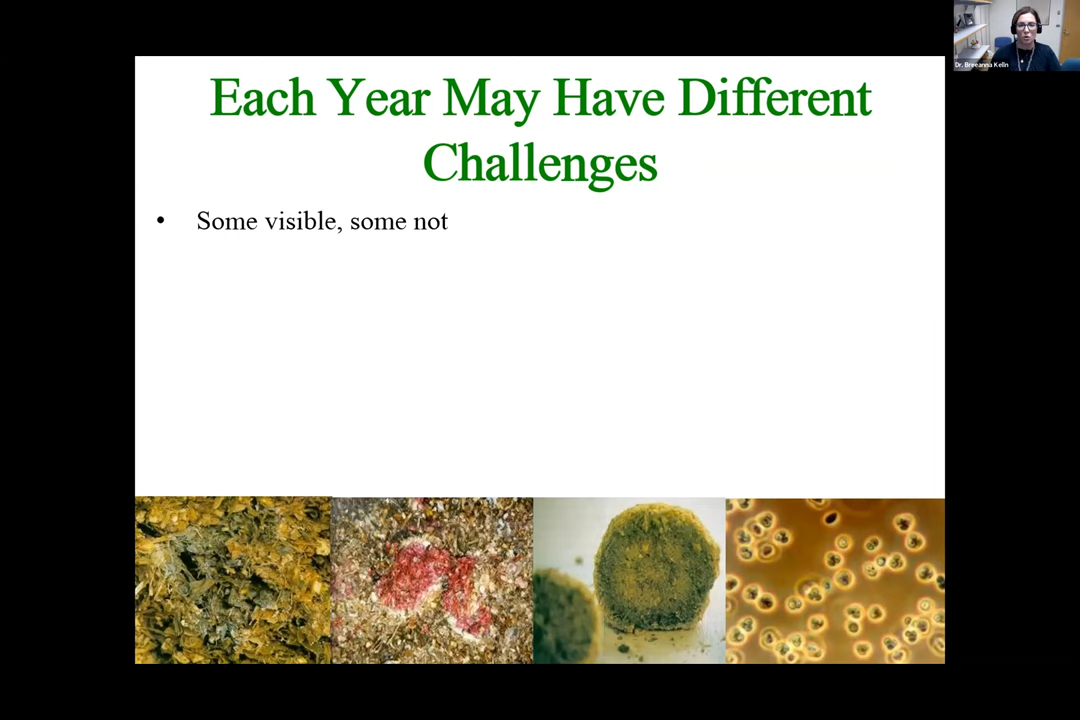 Each Year May Have Different
Challenges
• Some visible, some not
Dr. Breeanna Kelln